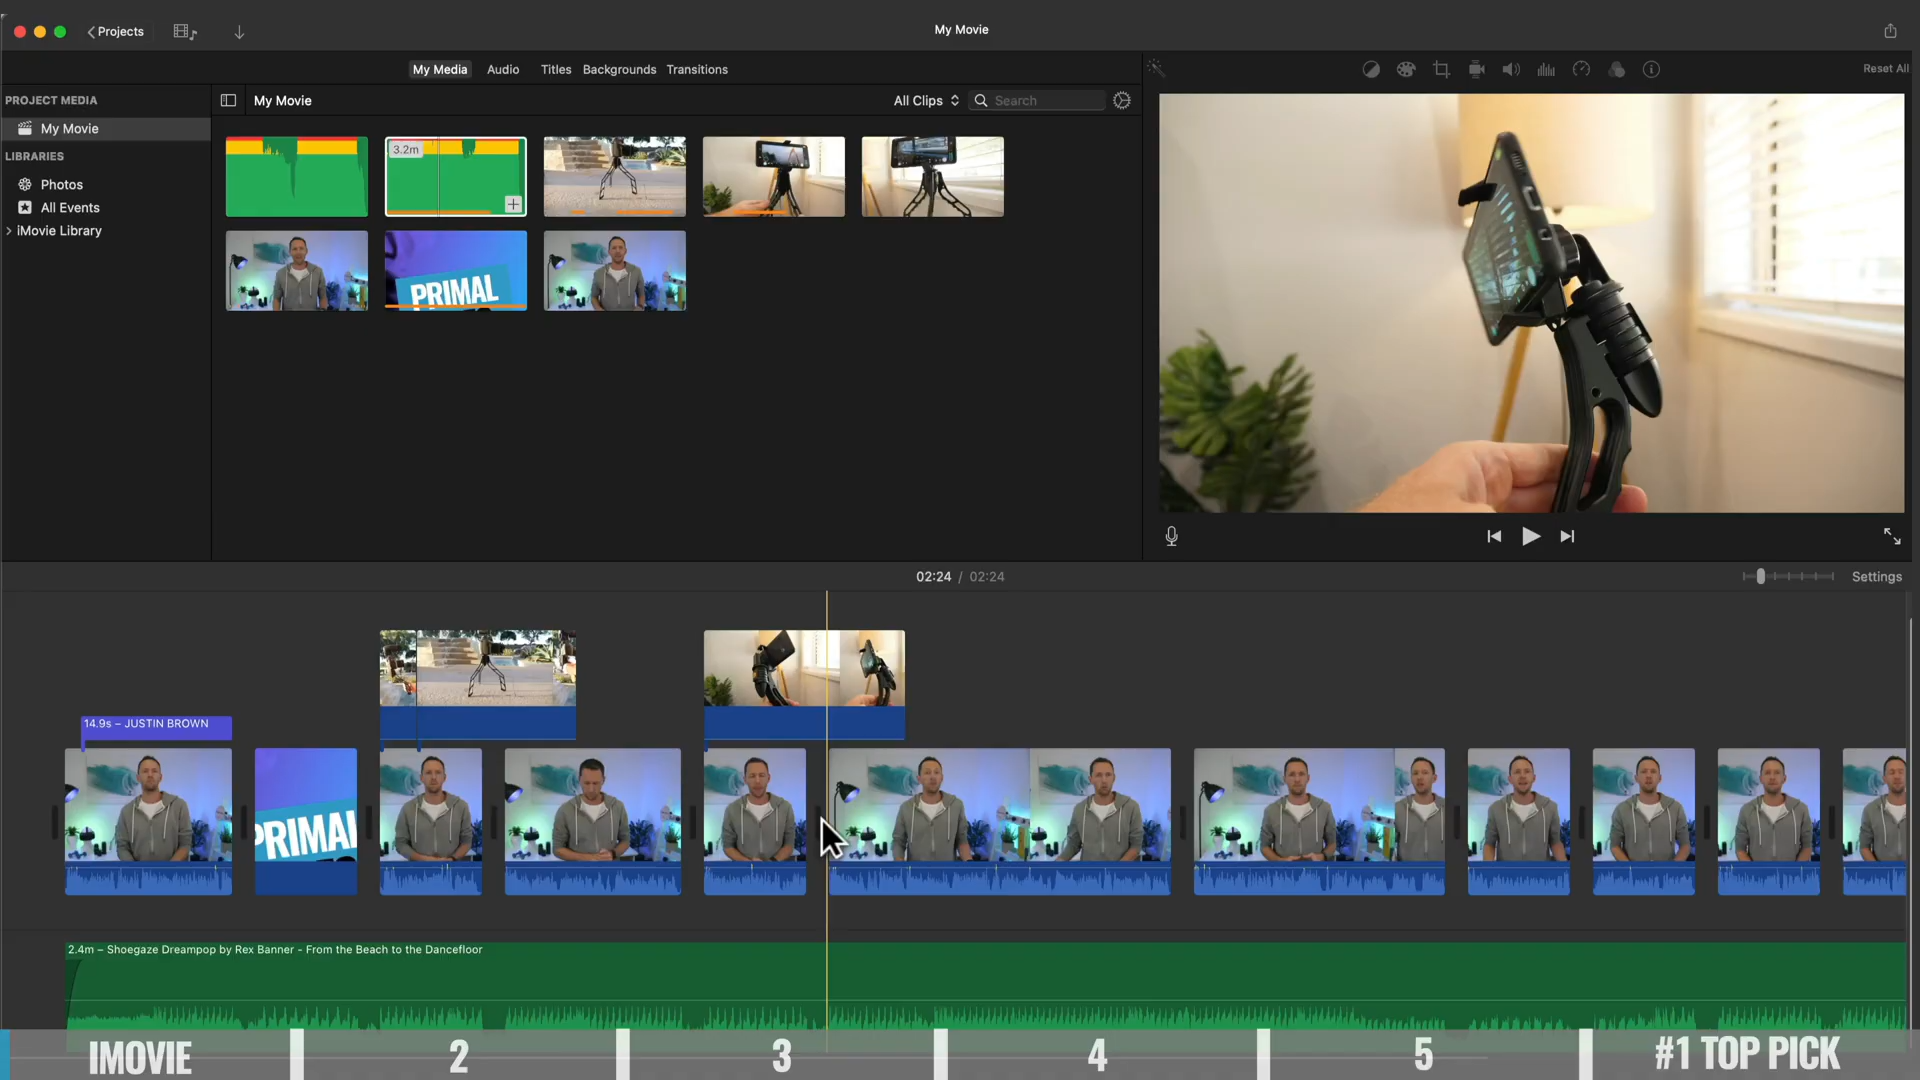 Projects
My Movie
My Media
Audio
Titles
Backgrounds
Transitions
Reset All
PROJECT MEDIA
My Movie
All Clips
Search
My Movie
LIBRARIES
Photos
All Events
iMovie Library
3.2m
PRIMAL
02:24 / 02:24
Settings
14.9s – JUSTIN BROWN
PRIMAL
2.4m – Shoegaze Dreampop by Rex Banner - From the Beach to the Dancefloor
IMOVIE
2
3
4
5
#1 TOP PICK